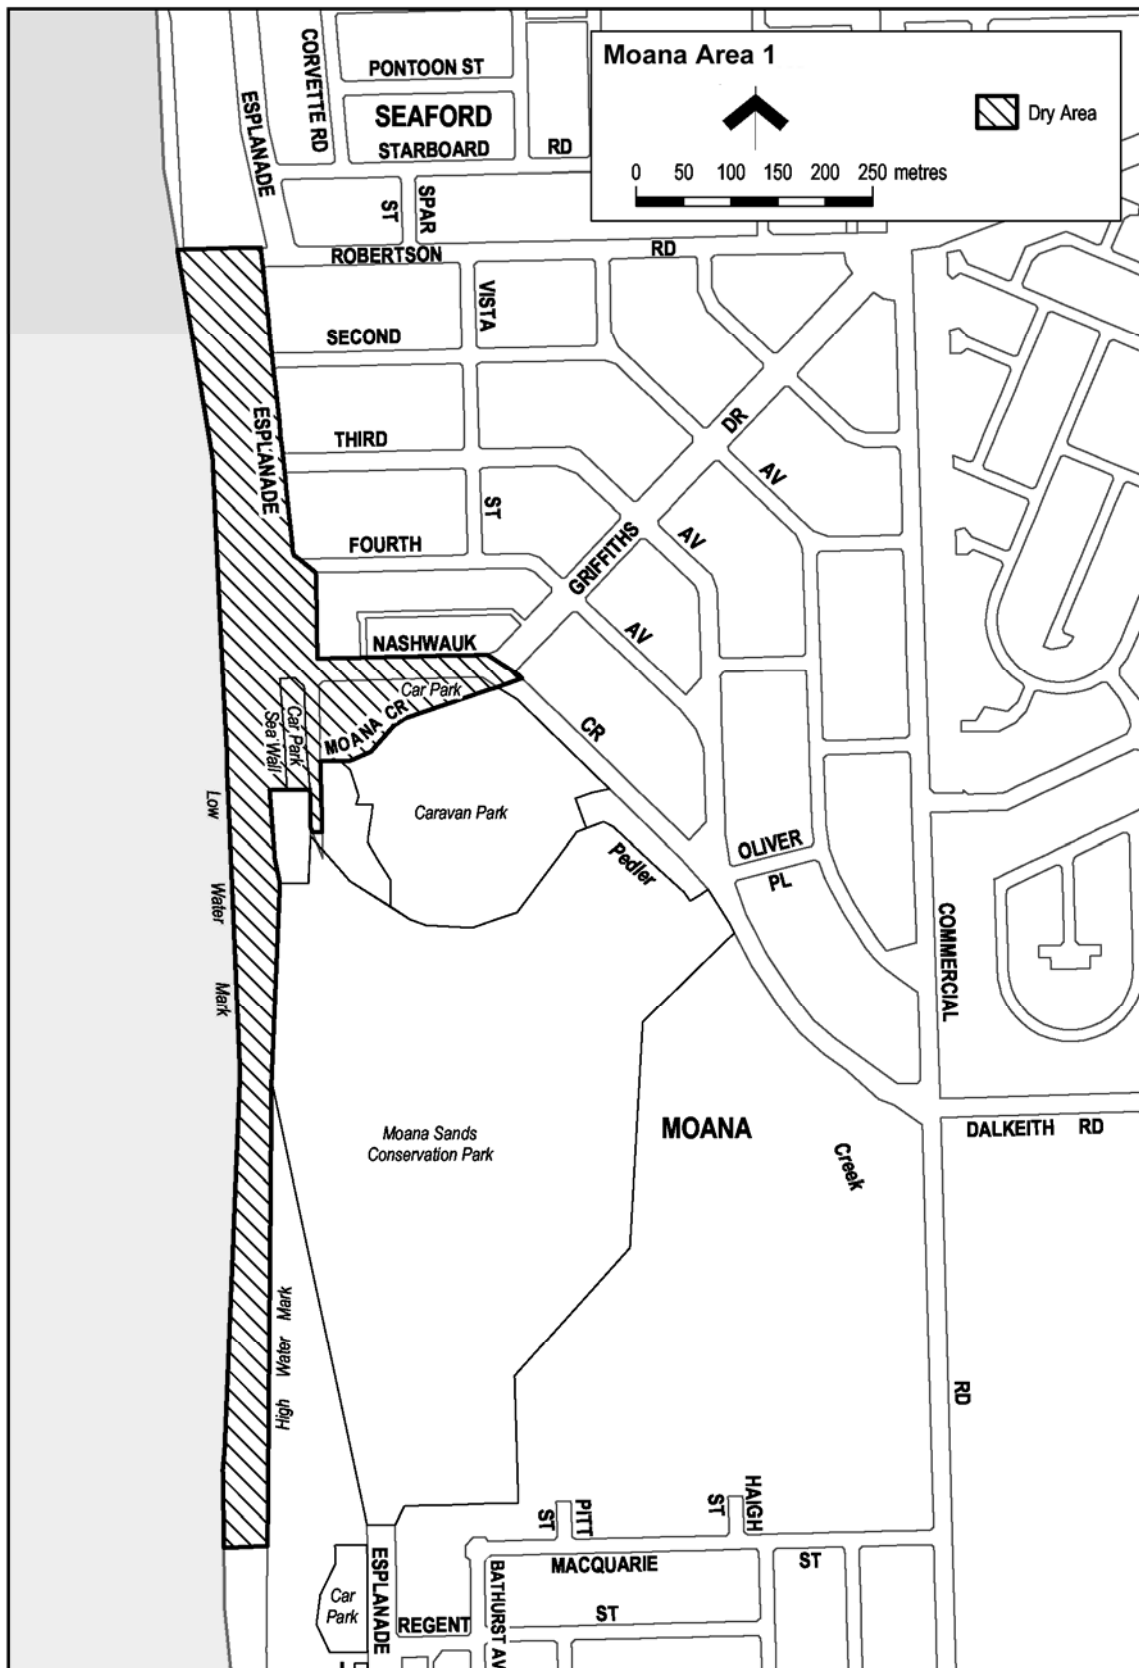 Moana Area 1
Dry Area
0 50 100 150 200 250 metres
CORVETTE RD
PONTOON ST
ESPLANADE
SEAFORD
STARBOARD RD
SPAR ST
ROBERTSON RD
VISTA ST
SECOND AV
ESPLANADE
THIRD AV
DR
GRIFFITHS
FOURTH AV
NASHWAUK CR
Car Park
MOANA CR
Car Park
Sea Wall
Low Water Mark
Caravan Park
Pedler
OLIVER
PL
COMMERCIAL
Moana Sands
Conservation Park
MOANA
Creek
DALKEITH RD
High Water Mark
RD
HAIGH
ST
PITT
ST
MACQUARIE ST
ESPLANADE
Car
Park
REGENT ST
BATHURST AV